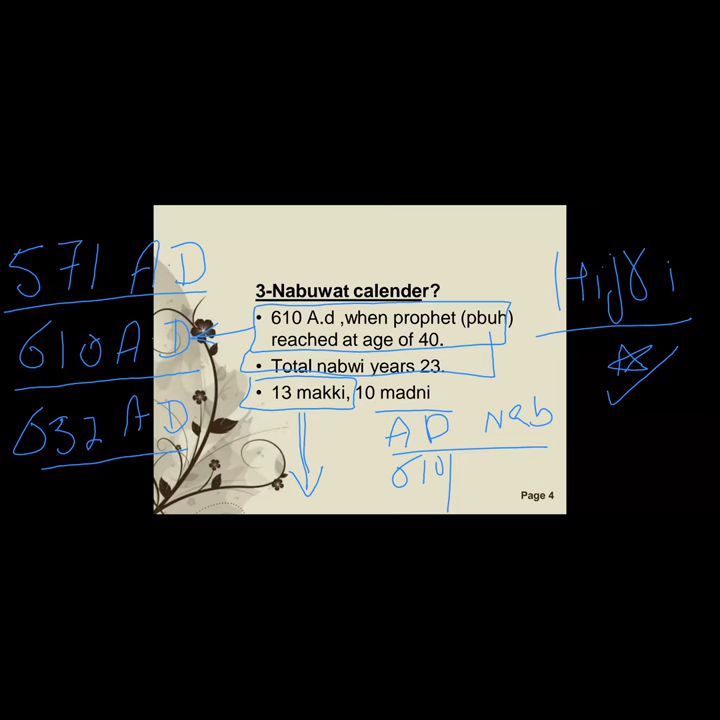 571 AD
610 AD
632 AD
3-Nabuwat calender?
• 610 A.d ,when prophet (pbuh)
reached at age of 40.
• Total nabwi years 23.
• 13 makki, 10 madni
AD Nab
610
Page 4
Hijri